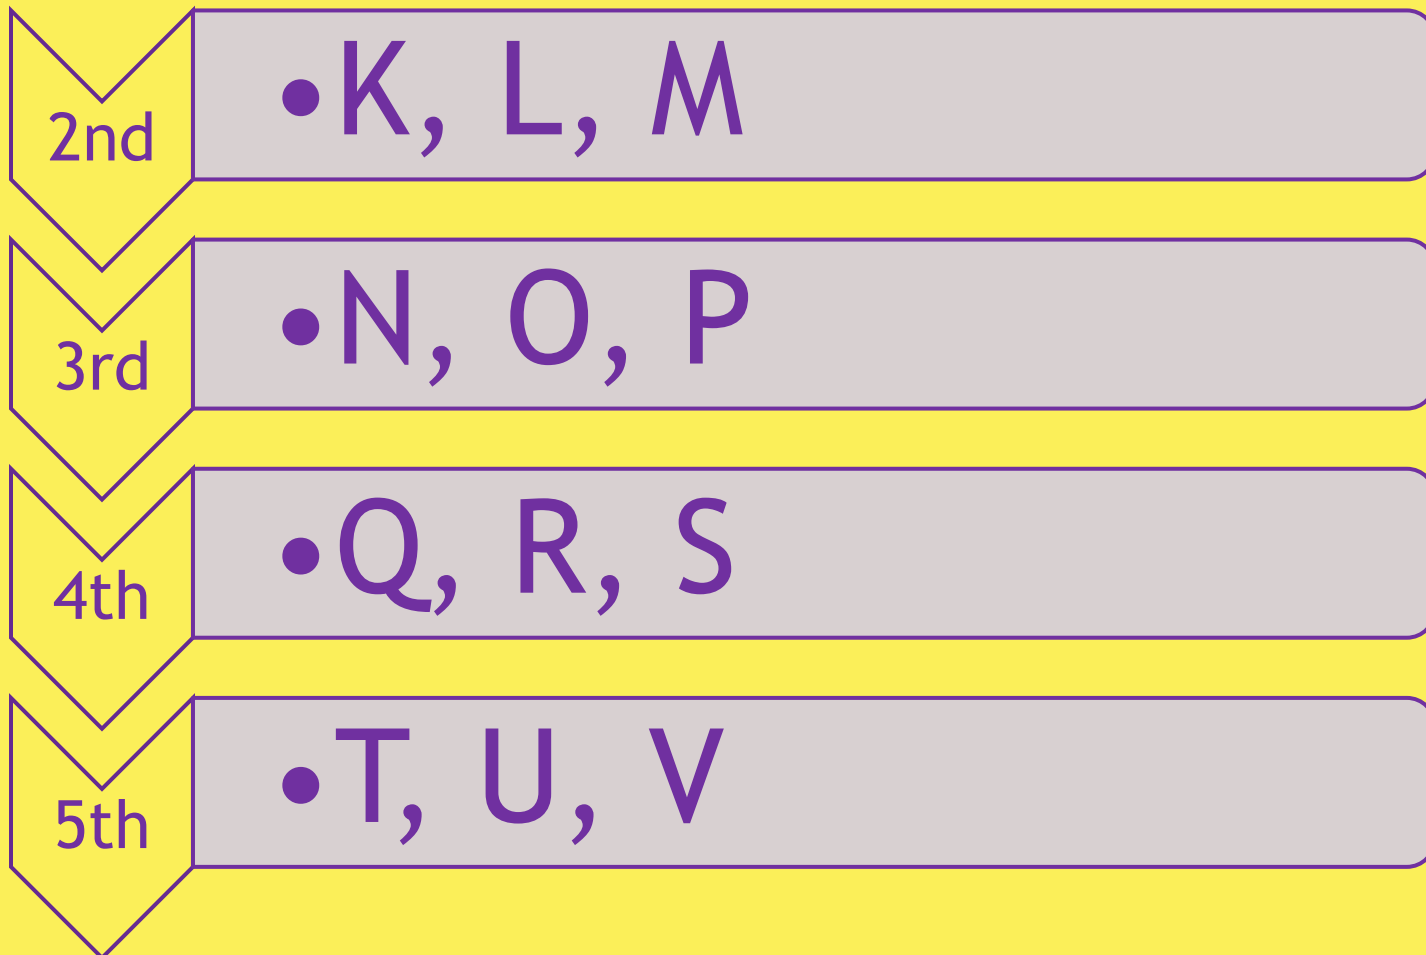 2nd
•K, L, M
3rd
•N, O, P
4th
•Q, R, S
5th
•T, U, V